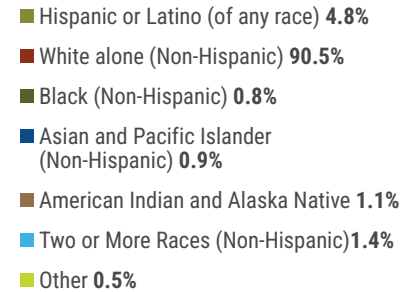 Hispanic or Latino (of any race) 4.8%
White alone (Non-Hispanic) 90.5%
Black (Non-Hispanic) 0.8%
Asian and Pacific Islander
(Non-Hispanic) 0.9%
American Indian and Alaska Native 1.1%
Two or More Races (Non-Hispanic)1.4%
Other 0.5%